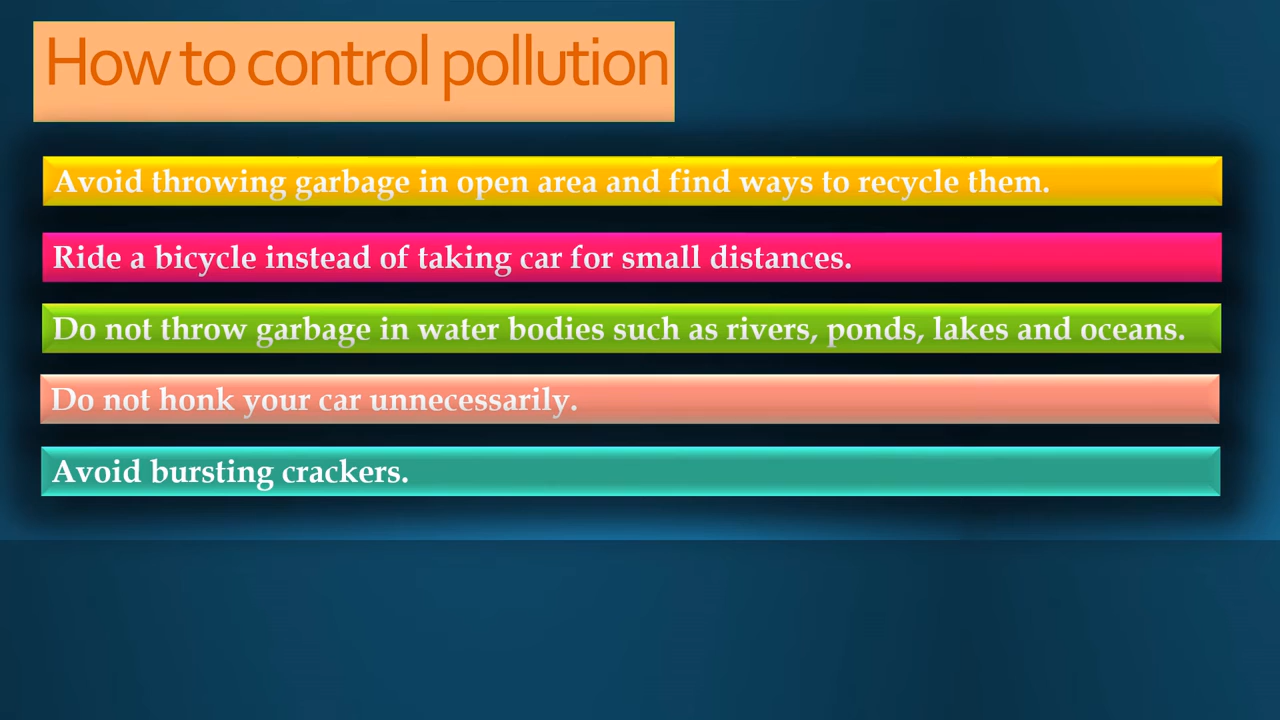 How to control pollution
Avoid throwing garbage in open area and find ways to recycle them.
Ride a bicycle instead of taking car for small distances.
Do not throw garbage in water bodies such as rivers, ponds, lakes and oceans.
Do not honk your car unnecessarily.
Avoid bursting crackers.